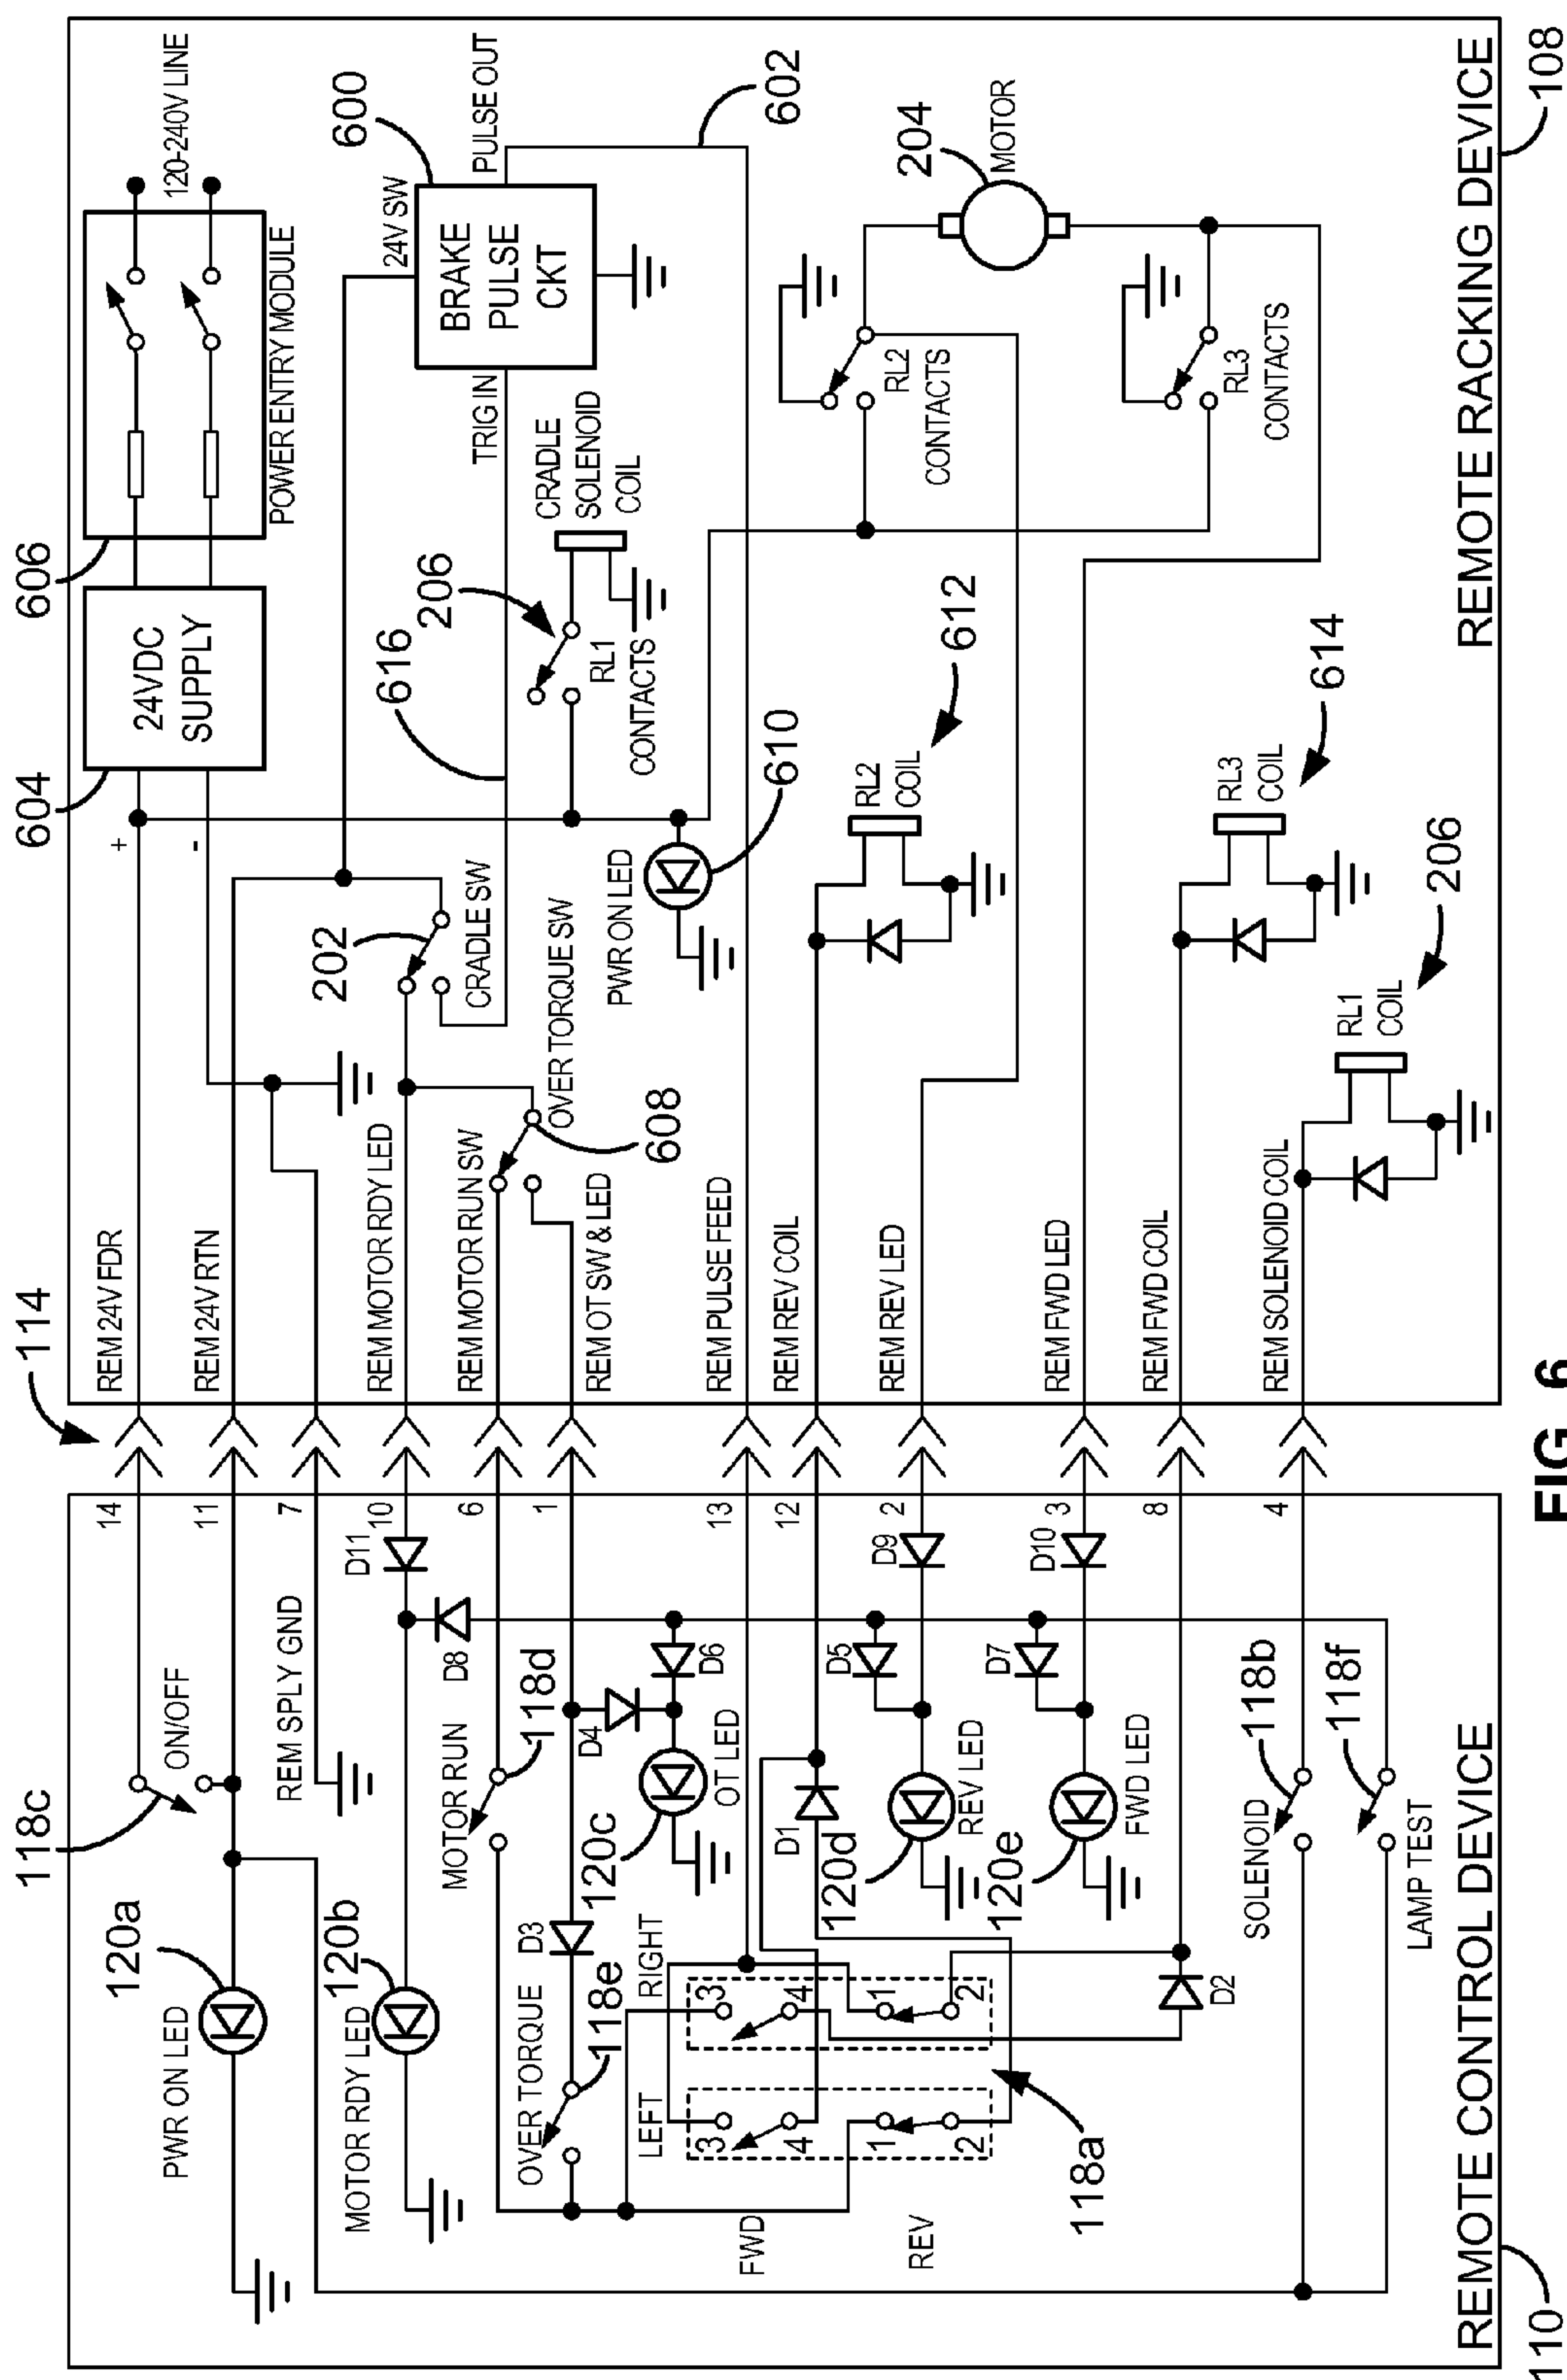 120-240V LINE
606
604
24VDC
SUPPLY
POWER ENTRY MODULE
+
-
600
24V SW
BRAKE
PULSE
CKT
PULSE OUT
602
TRIG IN
616
206
CRADLE
SOLENOID
COIL
RL1
CONTACTS
202
CRADLE SW
OVER TORQUE SW
608
PWR ON LED
610
204
MOTOR
RL2
CONTACTS
RL3
CONTACTS
RL2
COIL
612
RL3
COIL
614
RL1
COIL
206
REM 24V FDR
REM 24V RTN
REM MOTOR RDY LED
REM MOTOR RUN SW
REM OT SW & LED
REM PULSE FEED
REM REV COIL
REM REV LED
REM FWD LED
REM FWD COIL
REM SOLENOID COIL
REMOTE RACKING DEVICE
108
114
14
11
7
10
6
1
13
12
2
3
8
4
118c
ON/OFF
REM SPLY GND
D11
D8
120a
PWR ON LED
120b
MOTOR RDY LED
MOTOR RUN
118d
D4
D6
OT LED
120c
D3
OVER TORQUE
118e
D1
D5
D9
REV LED
120d
D7
D10
FWD LED
120e
LEFT
RIGHT
3
4
1
2
3
4
1
2
118a
D2
FWD
REV
SOLENOID
118b
118f
LAMP TEST
REMOTE CONTROL DEVICE
110
FIG. 6